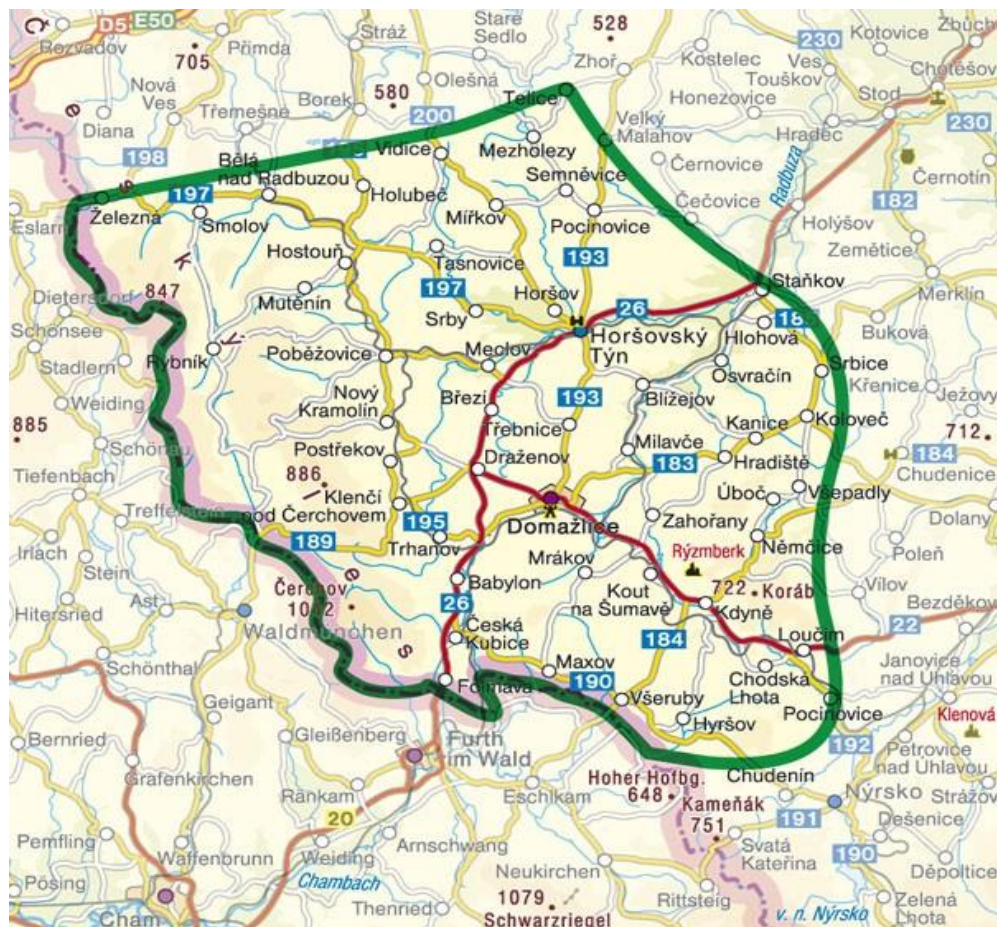 Č
D5
E50
Rozvadov
705
Přimda
Stráž
Staré
Sedlo
528
Zhoř
Kostelec
230
Ves
Touškov
Kotovice
Zbůch
Chotěšov
Nová
Ves
Diana
Třemešné
Borek
580
Olešná
200
Telice
Velký
Malahov
Honezovice
Hradec
Stod
230
198
Bělá
nad Radbuzou
Vidice
Mezholezy
Semněvice
Černovice
Radbuza
Černotín
182
e
s
k
ý
Eslarn
Železná
197
Smolov
Holubeč
Mířkov
Pocinovice
Čečovice
Holýšov
Zemětice
Hostouň
Tasnovice
193
Staňkov
Merklín
Dietersdorf
847
Mutěnín
197
Srby
Horšov
26
Hlohová
Buková
Schönsee
Stadlern
Rybník
Poběžovice
Meclov
Horšovský
Týn
Osvračín
Srbice
Křenice
Ježovy
Weiding
885
Nový
Kramolín
Březí
Třebnice
193
Blížejov
Kanice
Koloveč
712
Schönau
Tiefenbach
Postřekov
886
Draženov
Milavče
183
Hradiště
184
Chudenice
Treffelstein
Klenčí
pod Čerchovem
l
195
Trhanov
Domažlice
Zahořany
Úboč
Všepadly
Dolany
Irlach
Stein
189
Mrákov
Rýzmberk
Němčice
Poleň
Hiltersried
Ast
Čerchov
1042
Waldmünchen
e
s
Babylon
26
Kout
na Šumavě
722
Koráb
Kdyně
Vílov
Bezděkov
22
Schönthal
Česká
Kubice
184
Loučim
Janovice
nad Úhlavou
Geigant
Folmava
Maxov
190
Všeruby
Chodská
Lhota
Pocinovice
Klenová
Bernried
Gleißenberg
Furth
im Wald
Hyršov
192
Petrovice
nad Úhlavou
Grafenkirchen
Ränkam
Eschlkam
Hoher Hofbg.
648
Chudenín
Nýrsko
Strážov
20
Kameňák
751
191
Dešenice
Pemfling
Waffenbrunn
Weiding
Arnschwang
Svatá
Kateřina
190
Děpoltice
Pösing
Chambach
Neukirchen
Rittsteig
Cham
Thenried
1079
Schwarzriegel
v. n. Nýrsko
Zelená
Lhota